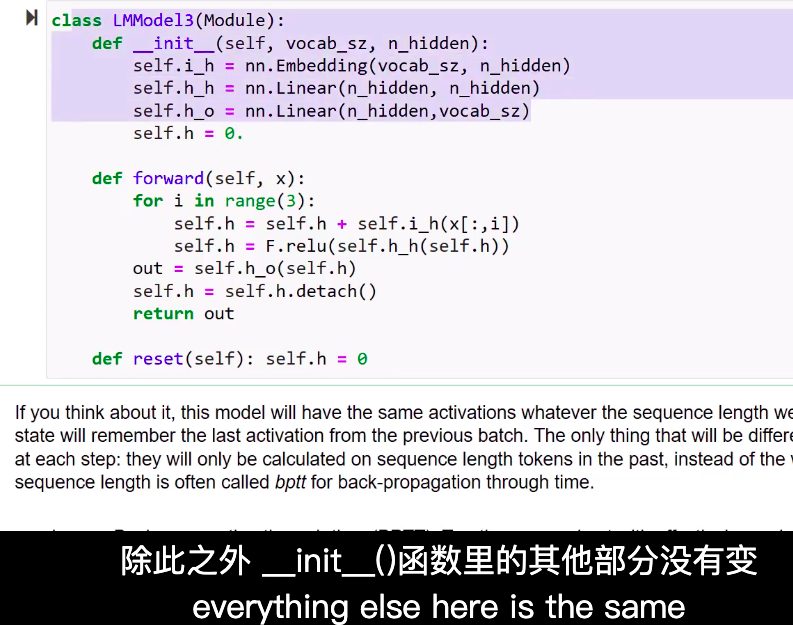 class LMModel3(Module):
    def __init__(self, vocab_sz, n_hidden):
        self.i_h = nn.Embedding(vocab_sz, n_hidden)
        self.h_h = nn.Linear(n_hidden, n_hidden)
        self.h_o = nn.Linear(n_hidden,vocab_sz)
        self.h = 0.
    def forward(self, x):
        for i in range(3):
            self.h = self.h + self.i_h(x[:,i])
            self.h = F.relu(self.h_h(self.h))
        out = self.h_o(self.h)
        self.h = self.h.detach()
        return out
    def reset(self): self.h = 0
If you think about it, this model will have the same activations whatever the sequence length we
state will remember the last activation from the previous batch. The only thing that will be differe
at each step: they will only be calculated on sequence length tokens in the past, instead of the
sequence length is often called bptt for back-propagation through time.
除此之外 __init__()函数里的其他部分没有变
everything else here is the same